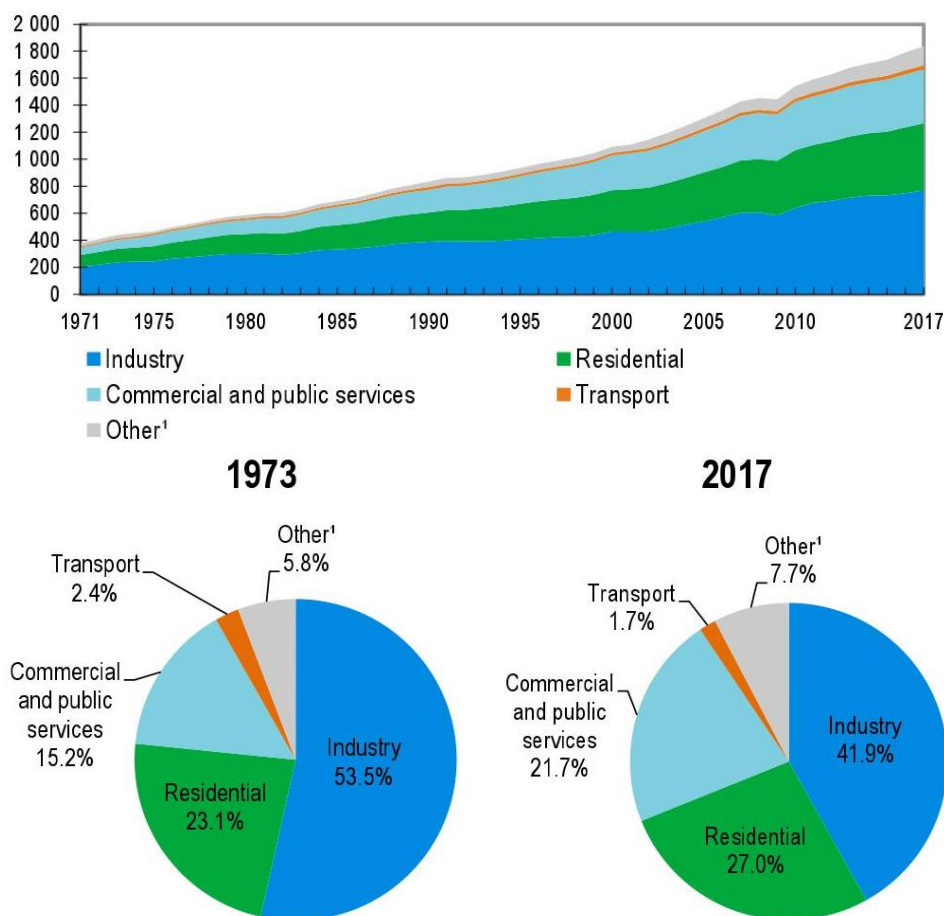 2 000
1 800
1 600
1 400
1 200
1 000
800
600
400
200
0
1971 1975 1980 1985 1990 1995 2000 2005 2010 2017
Industry Residential
Commercial and public services Transport
Other¹
1973
Other¹
5.8%
Transport
2.4%
Commercial
and public
services
15.2%
Industry
53.5%
Residential
23.1%
2017
Other¹
7.7%
Transport
1.7%
Commercial
and public
services
21.7%
Industry
41.9%
Residential
27.0%